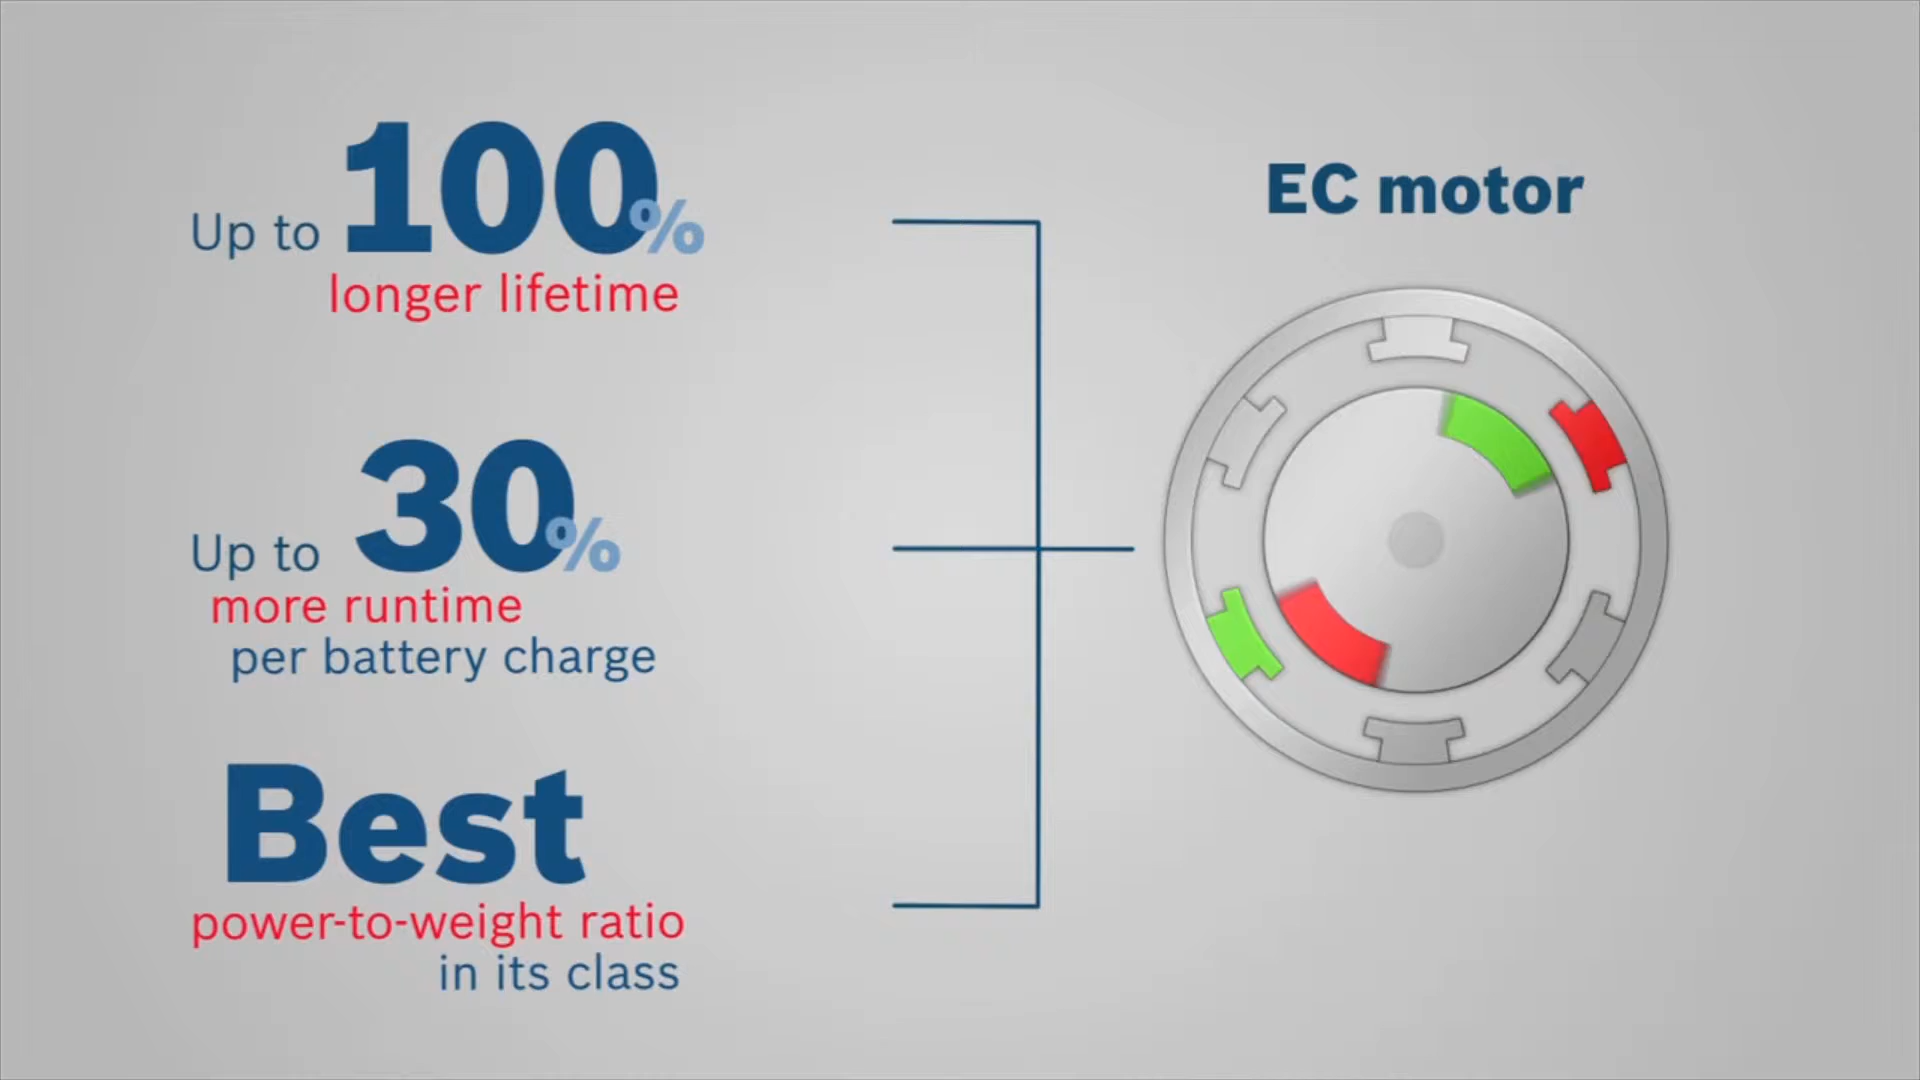 Up to 100%
longer lifetime
Up to 30%
more runtime
per battery charge
Best
power-to-weight ratio
in its class
EC motor